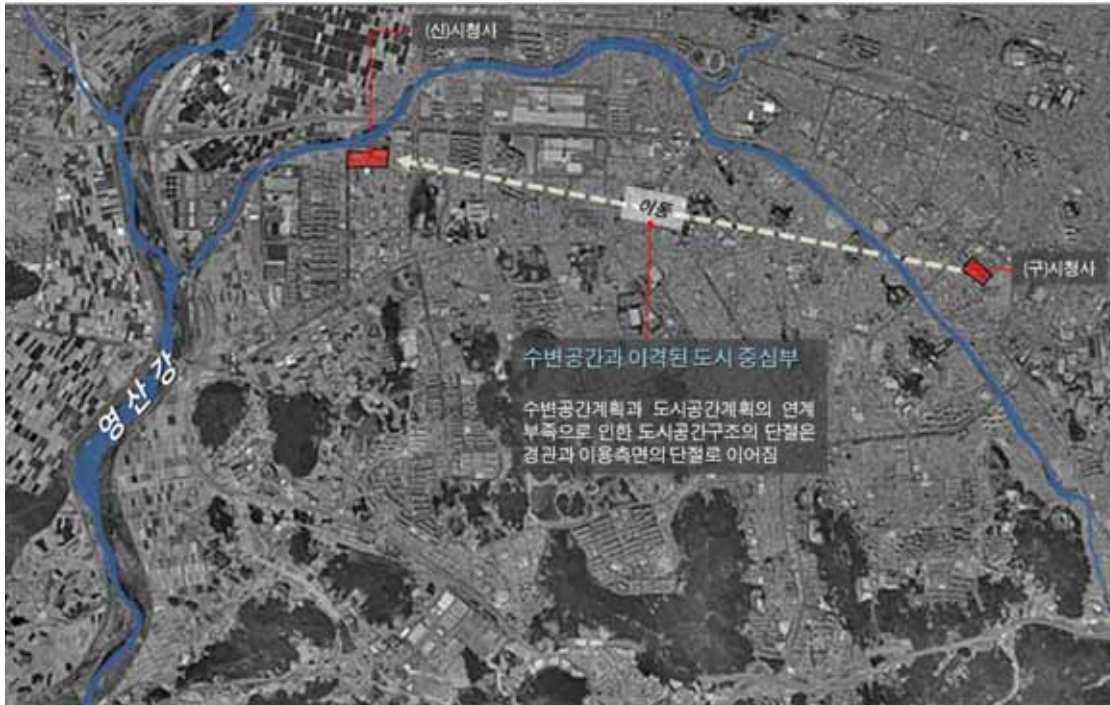 (신)시청사
이동
(구)시청사
수변공간과 이격된 도시 중심부
수변공간계획과 도시공간계획의 연계
부족으로 인한 도시공간구조의 단절은
경관과 이용측면의 단절로 이어짐
영산강